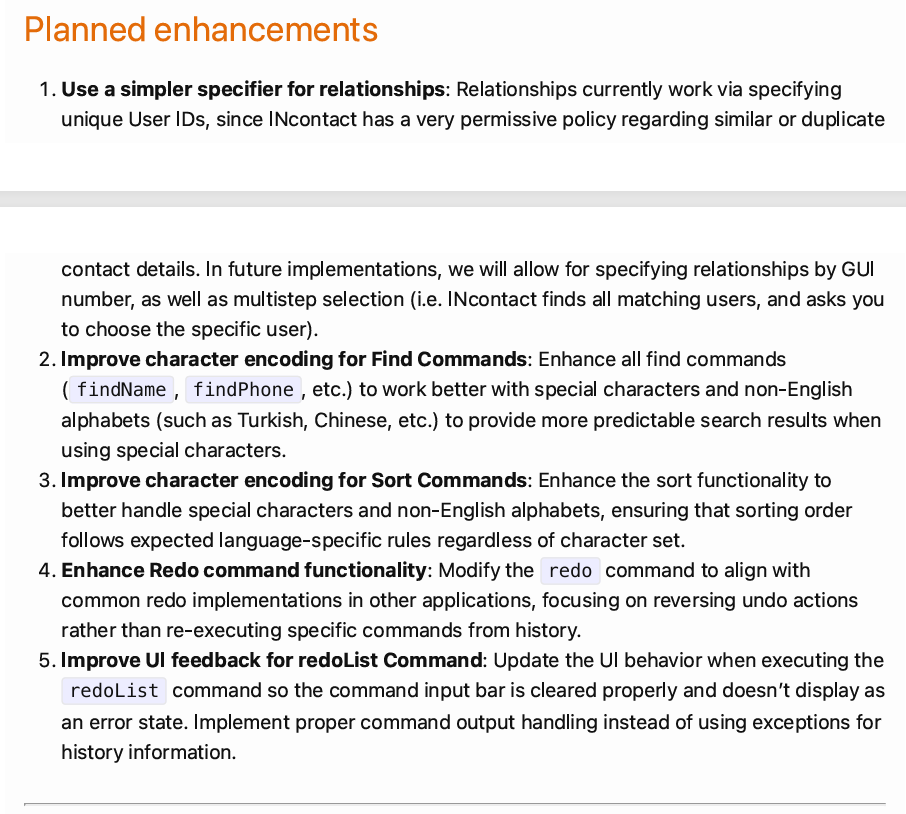 Planned enhancements
1. Use a simpler specifier for relationships: Relationships currently work via specifying
unique User IDs, since INcontact has a very permissive policy regarding similar or duplicate
contact details. In future implementations, we will allow for specifying relationships by GUI
number, as well as multistep selection (i.e. INcontact finds all matching users, and asks you
to choose the specific user).
2. Improve character encoding for Find Commands: Enhance all find commands
( findName , findPhone , etc.) to work better with special characters and non-English
alphabets (such as Turkish, Chinese, etc.) to provide more predictable search results when
using special characters.
3. Improve character encoding for Sort Commands: Enhance the sort functionality to
better handle special characters and non-English alphabets, ensuring that sorting order
follows expected language-specific rules regardless of character set.
4. Enhance Redo command functionality: Modify the redo command to align with
common redo implementations in other applications, focusing on reversing undo actions
rather than re-executing specific commands from history.
5. Improve UI feedback for redoList Command: Update the UI behavior when executing the
redoList command so the command input bar is cleared properly and doesn't display as
an error state. Implement proper command output handling instead of using exceptions for
history information.